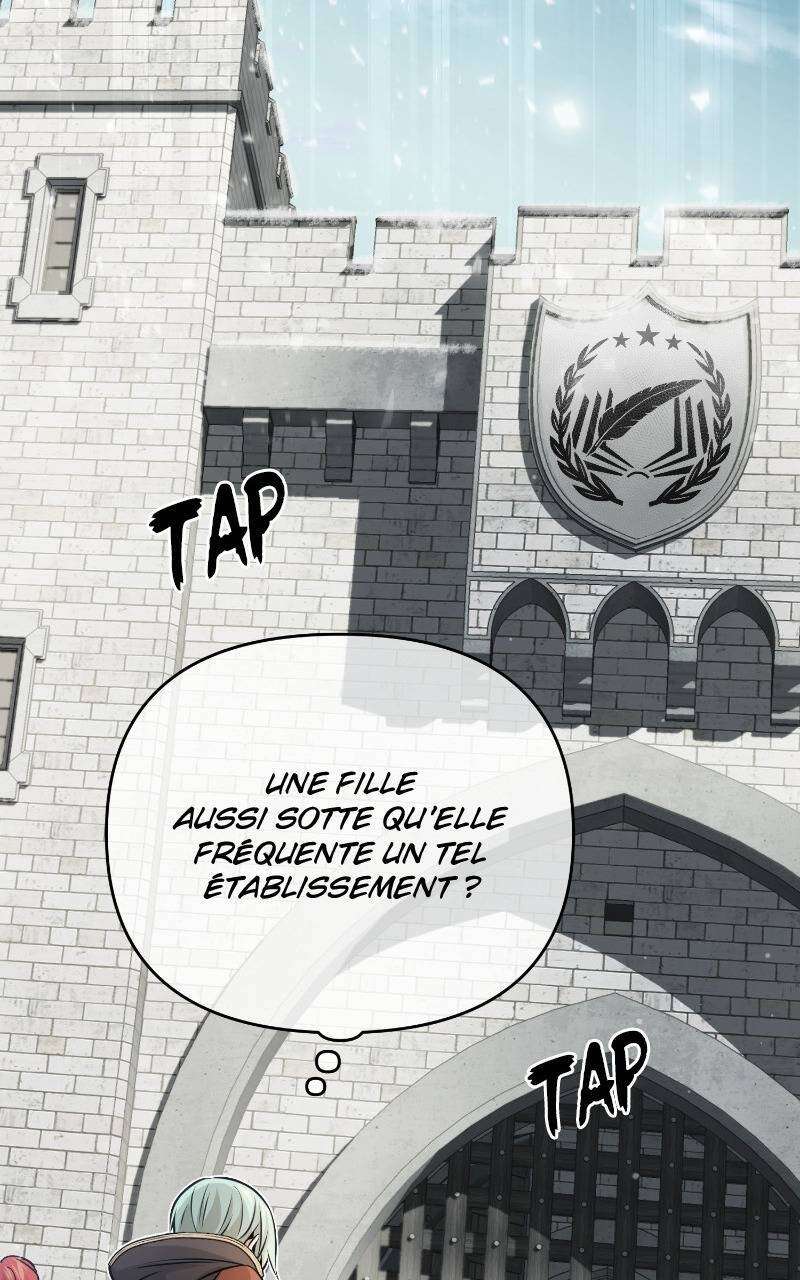 TAP
UNE FILLE
AUSSI SOTTE QU'ELLE
FRÉQUENTE UN TEL
ÉTABLISSEMENT ?
TAP